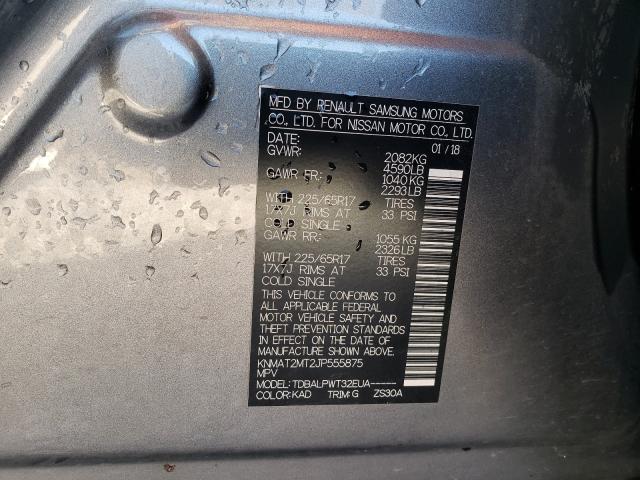 MFD BY RENAULT SAMSUNG MOTORS
CO., LTD. FOR NISSAN MOTOR CO., LTD.
DATE: 01/18
GVWR: 2082KG
4590LB
GAWR FR: 1040KG
2293LB
WITH 225/65R17 TIRES
17X7J RIMS AT 33 PSI
COLD SINGLE
GAWR RR: 1055KG
2326LB
WITH 225/65R17 TIRES
17X7J RIMS AT 33 PSI
COLD SINGLE
THIS VEHICLE CONFORMS TO
ALL APPLICABLE FEDERAL
MOTOR VEHICLE SAFETY AND
THEFT PREVENTION STANDARDS
IN EFFECT ON THE DATE OF
MANUFACTURE SHOWN ABOVE.
KNMAT2MT2JP555875
MPV
MODEL: TDBALPWT32EUA-----
COLOR: KAD TRIM: G ZS30A